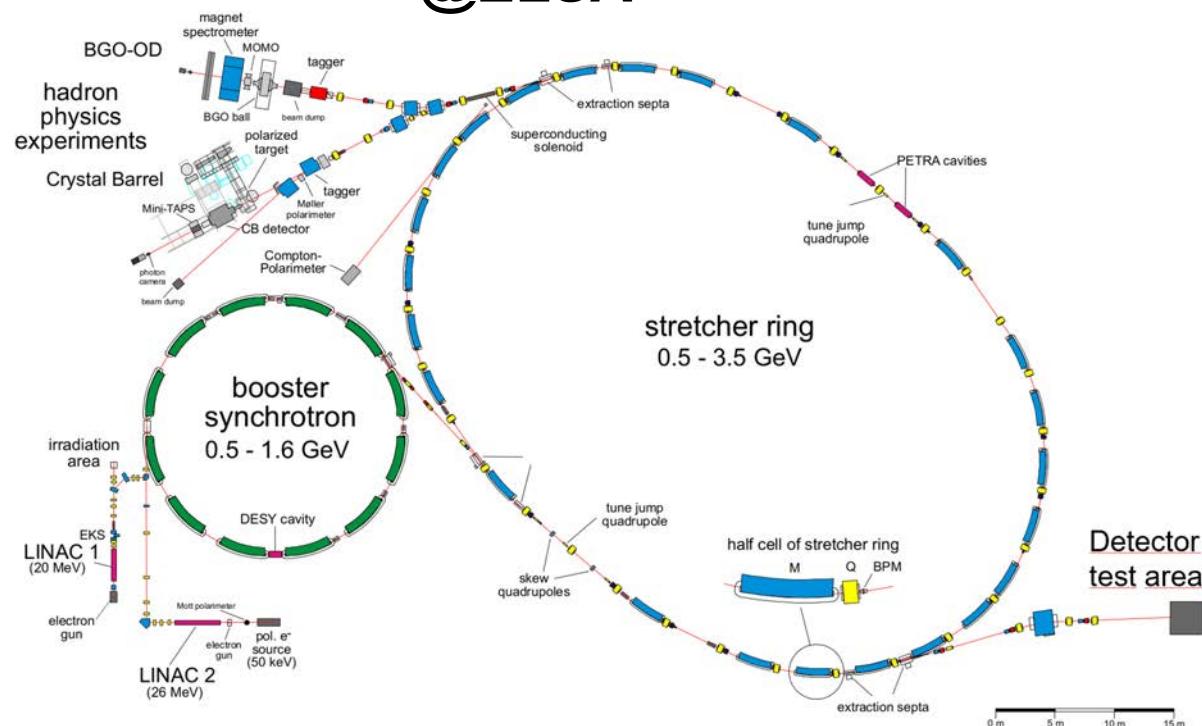 @ELSA
magnet
spectrometer
MOMO
BGO-OD
tagger
hadron
physics
experiments
BGO ball
beam dump
polarized
target
extraction septa
superconducting
solenoid
Crystal Barrel
tagger
Møller
polarimeter
Mini-TAPS
CB detector
Compton-
Polarimeter
photon
camera
beam dump
PETRA cavities
tune jump
quadrupole
stretcher ring
0.5 - 3.5 GeV
booster
synchrotron
0.5 - 1.6 GeV
irradiation
area
DESY cavity
EKS
LINAC 1
(20 MeV)
electron
gun
Mott polarimeter
electron
gun
pol. e⁻
source
(50 keV)
LINAC 2
(26 MeV)
tune jump
quadrupole
skew
quadrupoles
half cell of stretcher ring
M
Q
BPM
Detector
test area
extraction septa
0 m
5 m
10 m
15 m